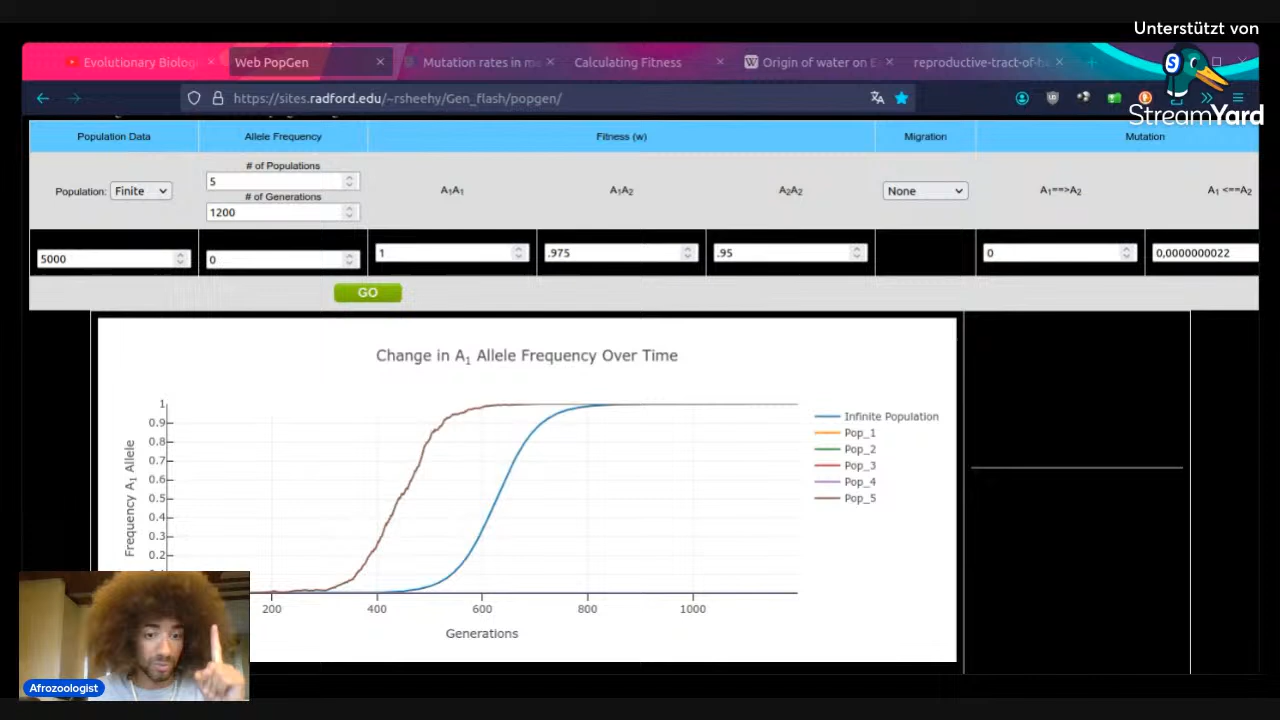 Unterstützt von
StreamYard
Evolutionary Biolog
Web PopGen
Mutation rates in m
Calculating Fitness
Origin of water on E
reproductive-tract-of-h
https://sites.radford.edu/~rsheehy/Gen_flash/popgen/
Population Data
Allele Frequency
Fitness (w)
Migration
Mutation
Population: Finite
# of Populations
5
# of Generations
1200
A1A1
A1A2
A2A2
None
A1==>A2
A1 <==A2
5000
0
1
.975
.95
0
0,0000000022
GO
Change in A1 Allele Frequency Over Time
Frequency A1 Allele
1
0.9
0.8
0.7
0.6
0.5
0.4
0.3
0.2
200
400
600
800
1000
Generations
Infinite Population
Pop_1
Pop_2
Pop_3
Pop_4
Pop_5
Afrozoologist